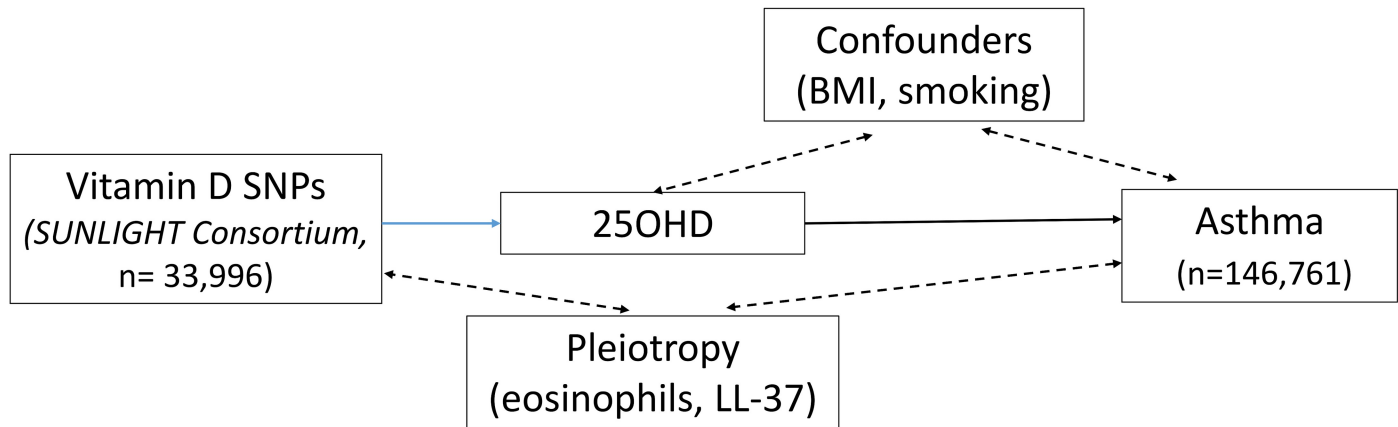 Confounders
(BMI, smoking)
Vitamin D SNPs
(SUNLIGHT Consortium,
n= 33,996)
25OHD
Asthma
(n=146,761)
Pleiotropy
(eosinophils, LL-37)